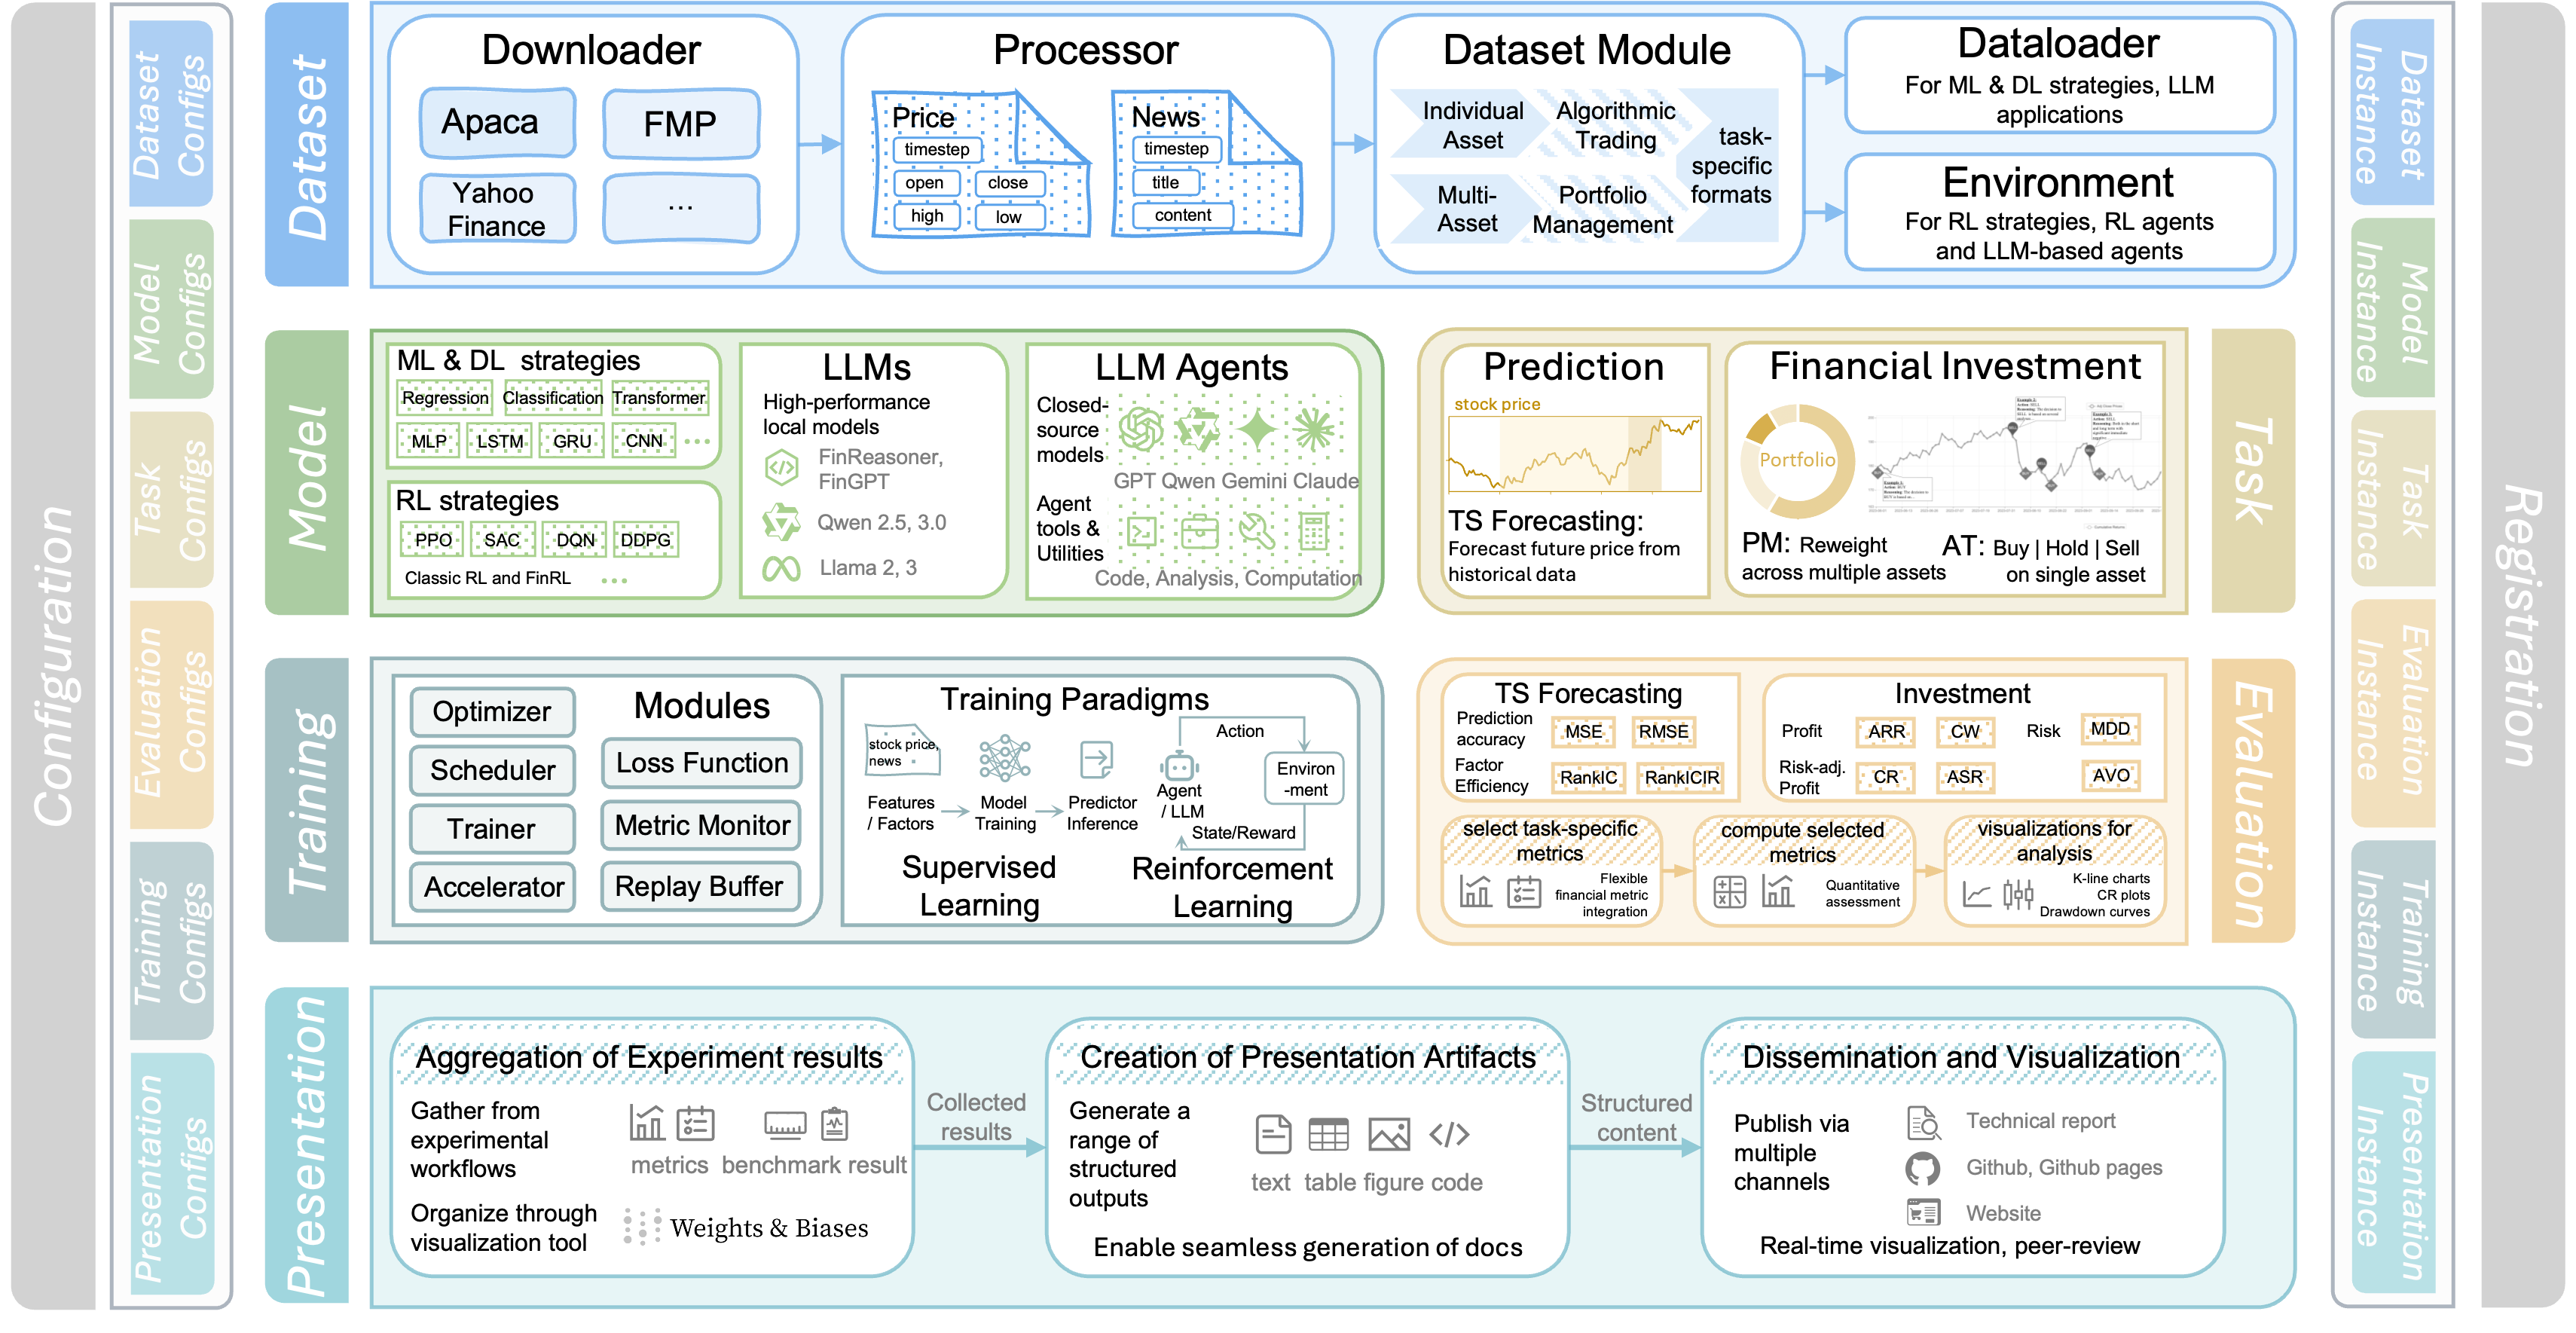 Configuration
Dataset
Configs
Model
Configs
Task
Configs
Evaluation
Configs
Training
Configs
Presentation
Configs
Dataset
Downloader
Apaca
FMP
Yahoo
Finance
...
Processor
Price
timestep
open
close
high
low
News
timestep
title
content
Dataset Module
Individual
Asset
Algorithmic
Trading
Multi-
Asset
Portfolio
Management
task-
specific
formats
Dataloader
For ML & DL strategies, LLM
applications
Environment
For RL strategies, RL agents
and LLM-based agents
Model
ML & DL strategies
Regression
Classification
Transformer
MLP
LSTM
GRU
CNN
...
RL strategies
PPO
SAC
DQN
DDPG
Classic RL and FinRL
...
LLMs
High-performance
local models
FinReasoner,
FinGPT
Qwen 2.5, 3.0
Llama 2, 3
LLM Agents
Closed-
source
models
GPT Qwen Gemini Claude
Agent
tools &
Utilities
Code, Analysis, Computation
Prediction
stock price
TS Forecasting:
Forecast future price from
historical data
Financial Investment
Portfolio
PM: Reweight
across multiple assets
AT: Buy | Hold | Sell
on single asset
Task
Training
Optimizer
Scheduler
Trainer
Accelerator
Modules
Loss Function
Metric Monitor
Replay Buffer
Training Paradigms
stock price,
news
Features
/ Factors
Model
Training
Predictor
Inference
Supervised
Learning
Action
Agent
/ LLM
Environ
-ment
State/Reward
Reinforcement
Learning
TS Forecasting
Prediction
accuracy
MSE
RMSE
Factor
Efficiency
RankIC
RankICIR
Investment
Profit
ARR
CW
Risk
MDD
Risk-adj.
Profit
CR
ASR
AVO
select task-specific
metrics
Flexible
financial metric
integration
compute selected
metrics
Quantitative
assessment
visualizations for
analysis
K-line charts
CR plots
Drawdown curves
Evaluation
Presentation
Aggregation of Experiment results
Gather from
experimental
workflows
metrics
benchmark result
Organize through
visualization tool
Weights & Biases
Collected
results
Creation of Presentation Artifacts
Generate a
range of
structured
outputs
text table figure code
Enable seamless generation of docs
Structured
content
Dissemination and Visualization
Publish via
multiple
channels
Technical report
Github, Github pages
Website
Real-time visualization, peer-review
Dataset
Instance
Model
Instance
Task
Instance
Evaluation
Instance
Training
Instance
Presentation
Instance
Registration